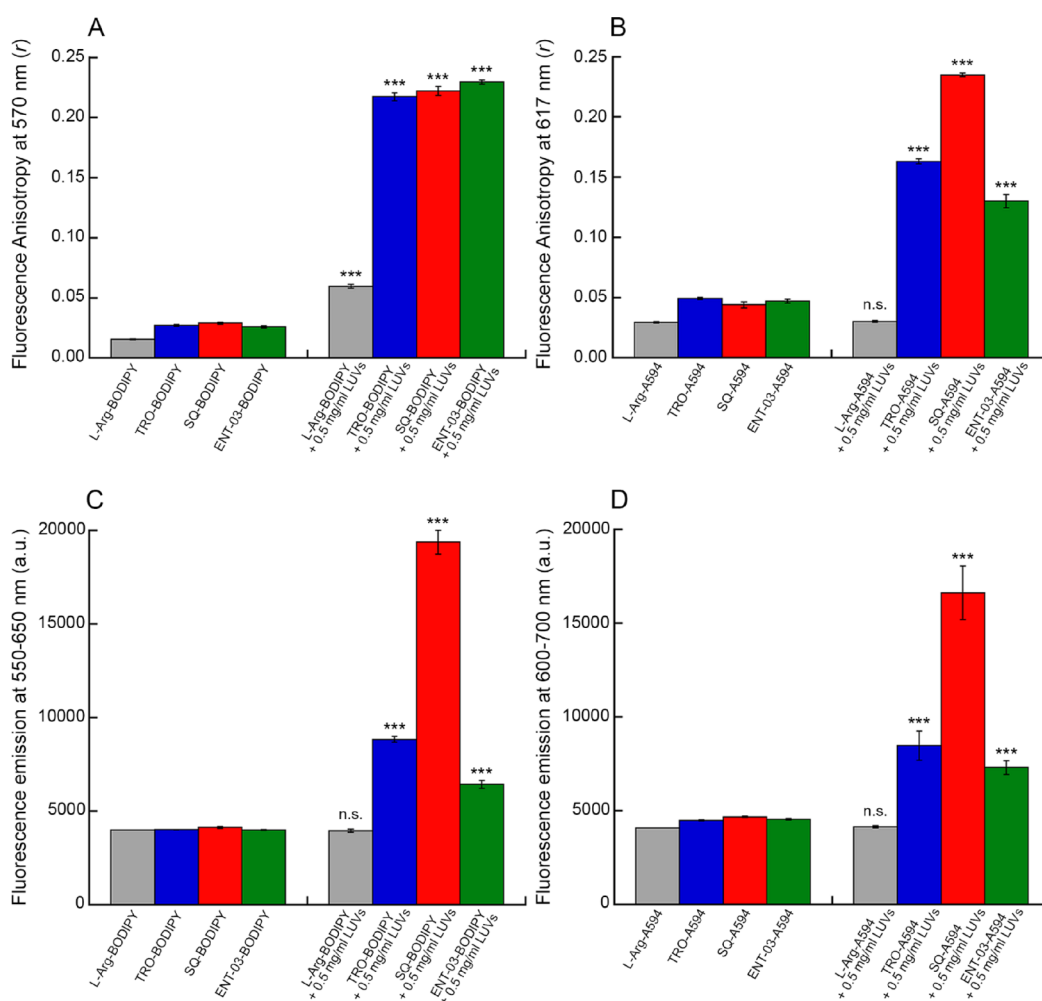 A
Fluorescence Anisotropy at 570 nm (r)
0.25
0.20
0.15
0.10
0.05
0.00
***
***
***
***
L-Arg-BODIPY
TRO-BODIPY
SQ-BODIPY
ENT-03-BODIPY
L-Arg-BODIPY
+ 0.5 mg/ml LUVs
TRO-BODIPY
+ 0.5 mg/ml LUVs
SQ-BODIPY
+ 0.5 mg/ml LUVs
ENT-03-BODIPY
+ 0.5 mg/ml LUVs
B
Fluorescence Anisotropy at 617 nm (r)
0.25
0.20
0.15
0.10
0.05
0.00
n.s.
***
***
***
L-Arg-A594
TRO-A594
SQ-A594
ENT-03-A594
L-Arg-A594
+ 0.5 mg/ml LUVs
TRO-A594
+ 0.5 mg/ml LUVs
SQ-A594
+ 0.5 mg/ml LUVs
ENT-03-A594
+ 0.5 mg/ml LUVs
C
Fluorescence emission at 550-650 nm (a.u.)
20000
15000
10000
5000
0
n.s.
***
***
***
L-Arg-BODIPY
TRO-BODIPY
SQ-BODIPY
ENT-03-BODIPY
L-Arg-BODIPY
+ 0.5 mg/ml LUVs
TRO-BODIPY
+ 0.5 mg/ml LUVs
SQ-BODIPY
+ 0.5 mg/ml LUVs
ENT-03-BODIPY
+ 0.5 mg/ml LUVs
D
Fluorescence emission at 600-700 nm (a.u.)
20000
15000
10000
5000
0
n.s.
***
***
***
L-Arg-A594
TRO-A594
SQ-A594
ENT-03-A594
L-Arg-A594
+ 0.5 mg/ml LUVs
TRO-A594
+ 0.5 mg/ml LUVs
SQ-A594
+ 0.5 mg/ml LUVs
ENT-03-A594
+ 0.5 mg/ml LUVs